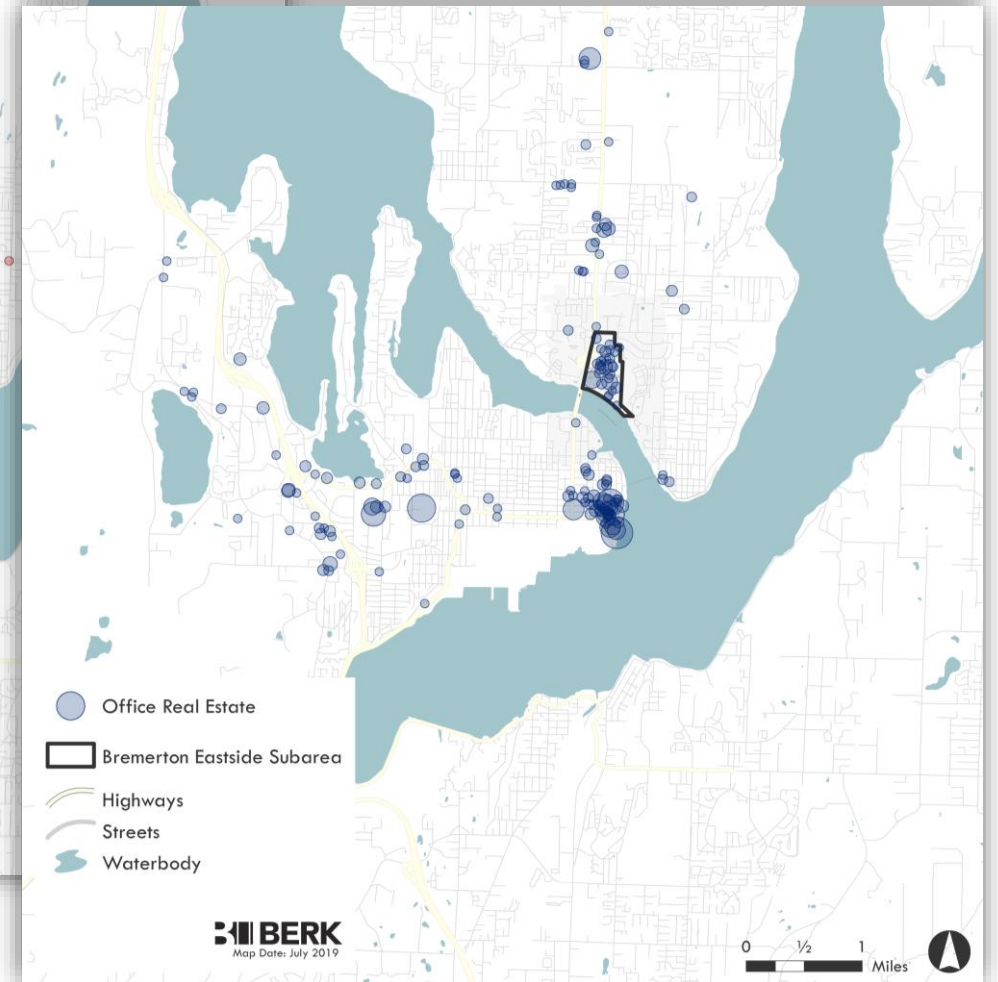 Office Real Estate
Bremerton Eastside Subarea
Highways
Streets
Waterbody
BERK
Map Date: July 2019
0 ½ 1
Miles